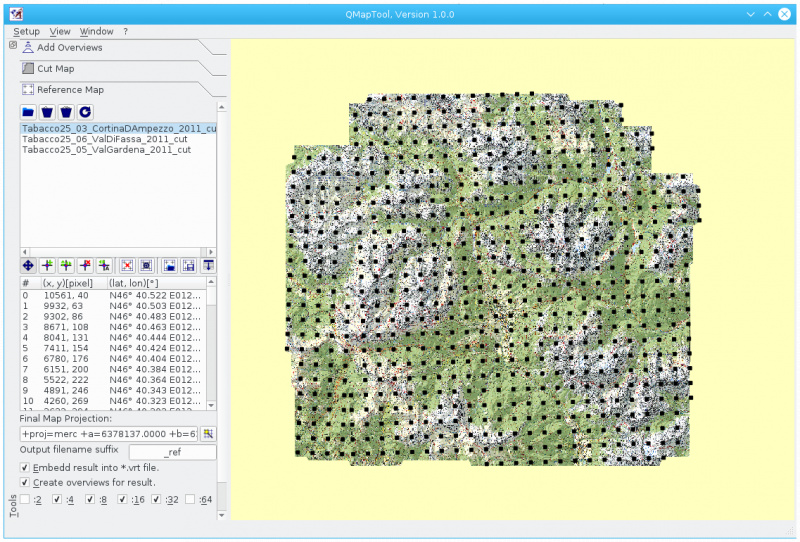 QMapTool, Version 1.0.0
Setup View Window ?
Add Overviews
Cut Map
Reference Map
Tabacco25_03_CortinaDAmpezzo_2011_cu
Tabacco25_06_ValDiFassa_2011_cut
Tabacco25_05_ValGardena_2011_cut
# (x, y)[pixel] (lat, lon)[°]
0 10561, 40 N46° 40.522 E012...
1 9932, 63 N46° 40.503 E012...
2 9302, 86 N46° 40.483 E012...
3 8671, 108 N46° 40.463 E012...
4 8041, 131 N46° 40.444 E012...
5 7411, 154 N46° 40.424 E012...
6 6780, 176 N46° 40.404 E012...
7 6151, 200 N46° 40.384 E012...
8 5522, 222 N46° 40.364 E012...
9 4891, 246 N46° 40.343 E012...
10 4260, 269 N46° 40.323 E012...
Final Map Projection:
+proj=merc +a=6378137.0000 +b=6
Output filename suffix _ref
Embedd result into *.vrt file.
Create overviews for result.
:2 :4 :8 :16 :32 :64
Tools